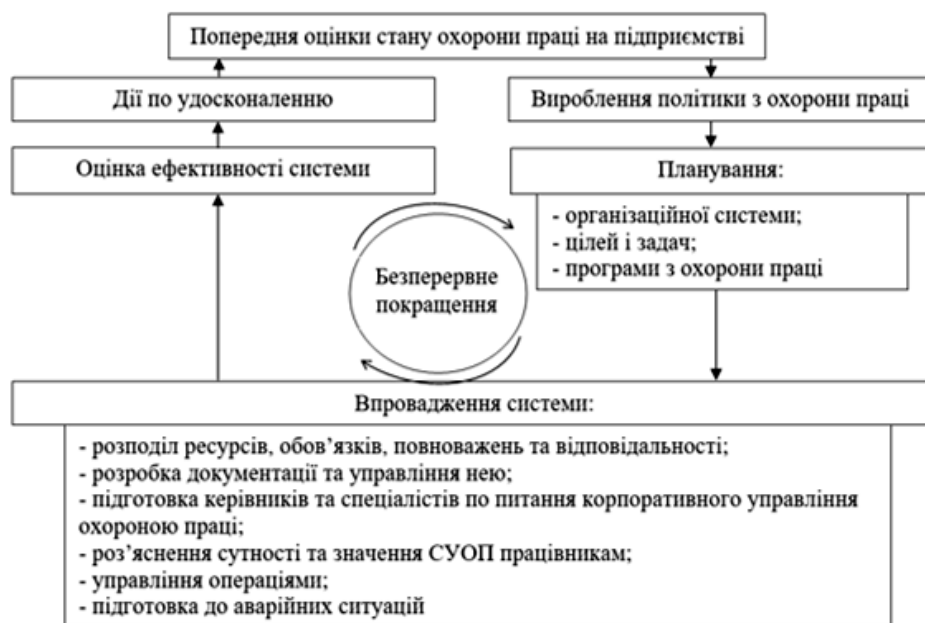 Попередня оцінки стану охорони праці на підприємстві
Дії по удосконаленню
Вироблення політики з охорони праці
Оцінка ефективності системи
Планування:
- організаційної системи;
- цілей і задач;
- програми з охорони праці
Безперервне
покращення
Впровадження системи:
- розподіл ресурсів, обов’язків, повноважень та відповідальності;
- розробка документації та управління нею;
- підготовка керівників та спеціалістів по питання корпоративного управління
охороною праці;
- роз’яснення сутності та значення СУОП працівникам;
- управління операціями;
- підготовка до аварійних ситуацій